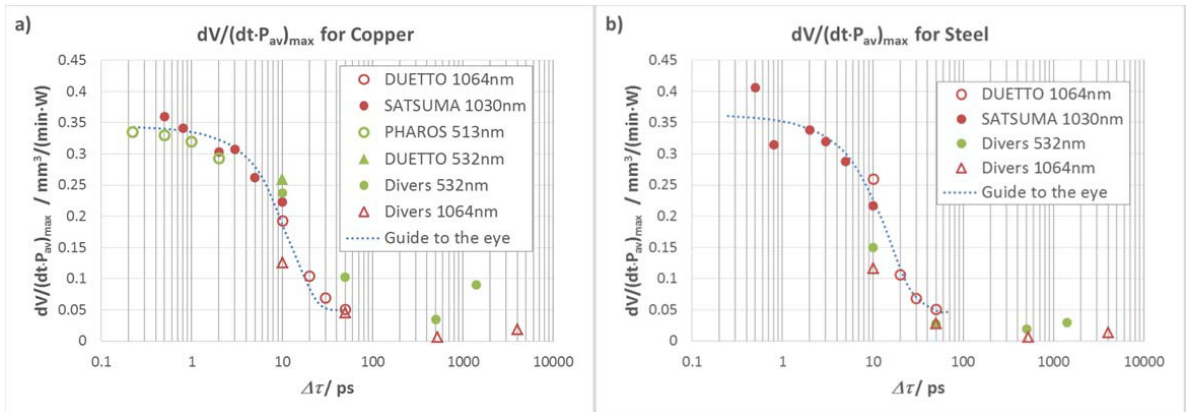 a)
dV/(dt·Pav)max for Copper
dV/(dt·Pav)max / mm³/(min·W)
0.45
0.4
0.35
0.3
0.25
0.2
0.15
0.1
0.05
0
DUETTO 1064nm
SATSUMA 1030nm
PHAROS 513nm
DUETTO 532nm
Divers 532nm
Divers 1064nm
Guide to the eye
0.1 1 10 100 1000 10000
Δτ/ ps
b)
dV/(dt·Pav)max for Steel
dV/(dt·Pav)max / mm³/(min·W)
0.45
0.4
0.35
0.3
0.25
0.2
0.15
0.1
0.05
0
DUETTO 1064nm
SATSUMA 1030nm
Divers 532nm
Divers 1064nm
Guide to the eye
0.1 1 10 100 1000 10000
Δτ/ ps